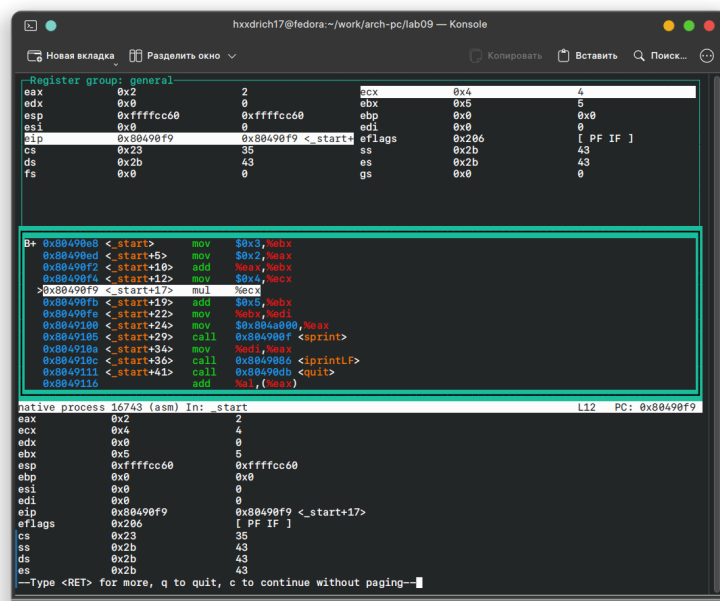 hxxdrich17@fedora:~/work/arch-pc/lab09 — Konsole
Новая вкладка Разделить окно Копировать Вставить Поиск...
Register group: general
eax 0x2 2 ecx 0x4 4
edx 0x0 0 ebx 0x5 5
esp 0xffffcc60 0xffffcc60 ebp 0x0 0x0
esi 0x0 0 edi 0x0 0
eip 0x80490f9 0x80490f9 <_start+ eflags 0x206 [ PF IF ]
cs 0x23 35 ss 0x2b 43
ds 0x2b 43 es 0x2b 43
fs 0x0 0 gs 0x0 0
B+ 0x80490e8 <_start> mov $0x3,%ebx
0x80490ed <_start+5> mov $0x2,%eax
0x80490f2 <_start+10> add %eax,%ebx
0x80490f4 <_start+12> mov $0x4,%ecx
>0x80490f9 <_start+17> mul %ecx
0x80490fb <_start+19> add $0x5,%ebx
0x80490fe <_start+22> mov %ebx,%edi
0x8049100 <_start+24> mov $0x804a000,%eax
0x8049105 <_start+29> call 0x804900f <sprint>
0x804910a <_start+34> mov %edi,%eax
0x804910c <_start+36> call 0x8049086 <iprintLF>
0x8049111 <_start+41> call 0x80490db <quit>
0x8049116 add %al,(%eax)
native process 16743 (asm) In: _start L12 PC: 0x80490f9
eax 0x2 2
ecx 0x4 4
edx 0x0 0
ebx 0x5 5
esp 0xffffcc60 0xffffcc60
ebp 0x0 0x0
esi 0x0 0
edi 0x0 0
eip 0x80490f9 0x80490f9 <_start+17>
eflags 0x206 [ PF IF ]
cs 0x23 35
ss 0x2b 43
ds 0x2b 43
es 0x2b 43
--Type <RET> for more, q to quit, c to continue without paging--